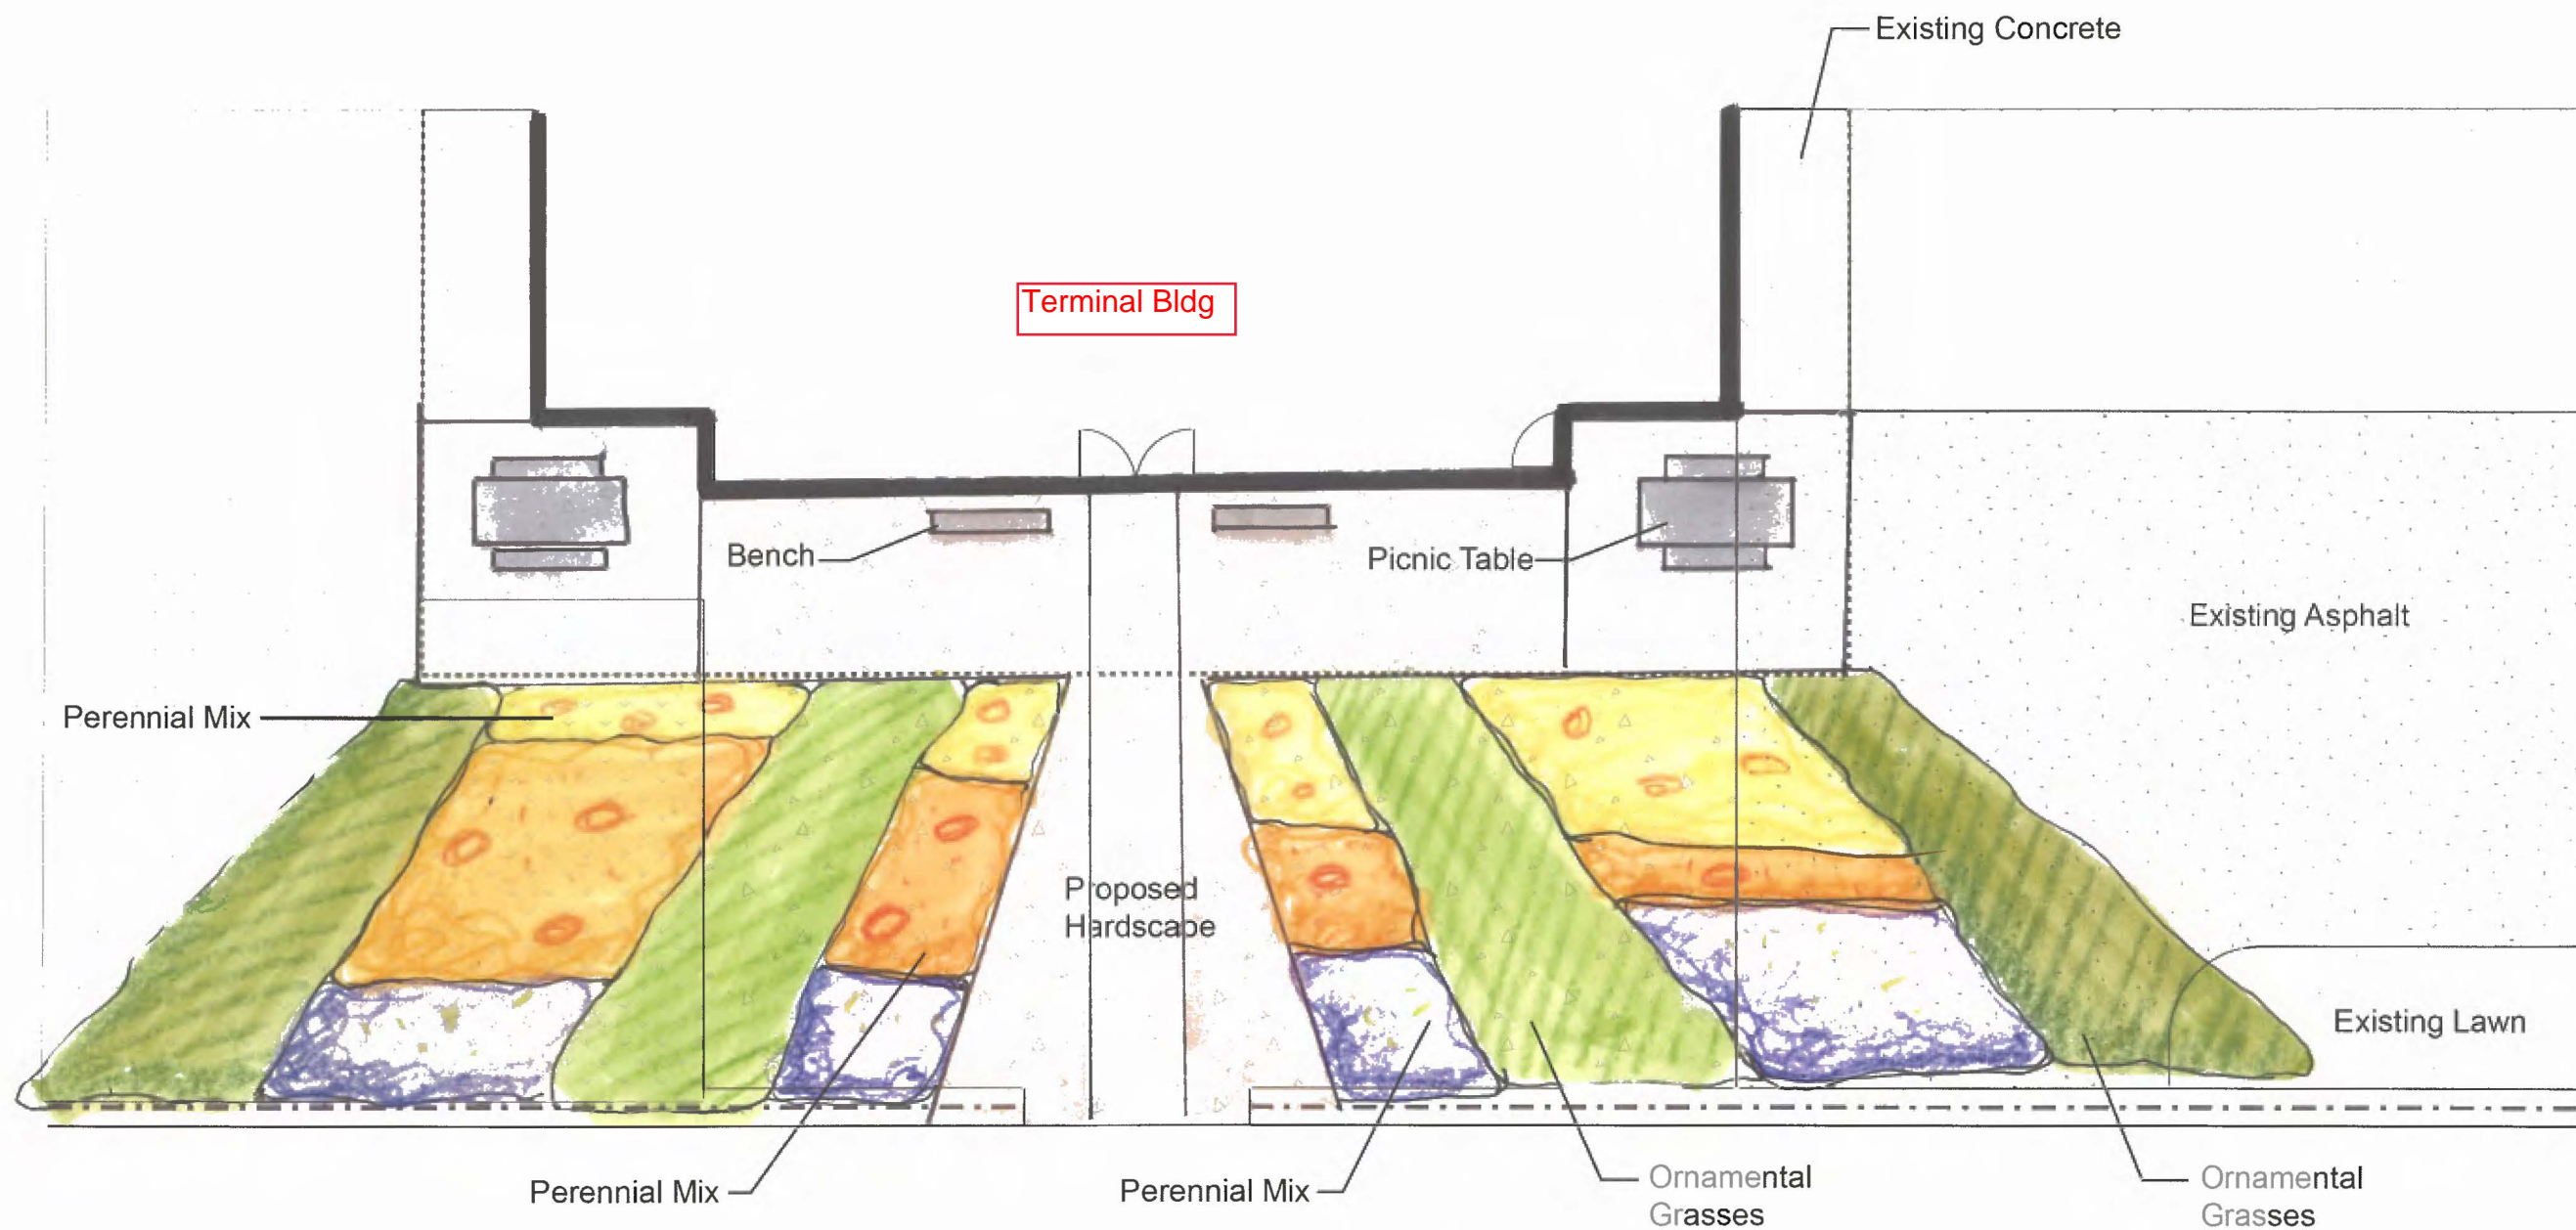 Existing Concrete
Terminal Bldg
Bench
Picnic Table
Existing Asphalt
Perennial Mix
Proposed
Hardscape
Existing Lawn
Perennial Mix
Perennial Mix
Ornamental
Grasses
Ornamental
Grasses